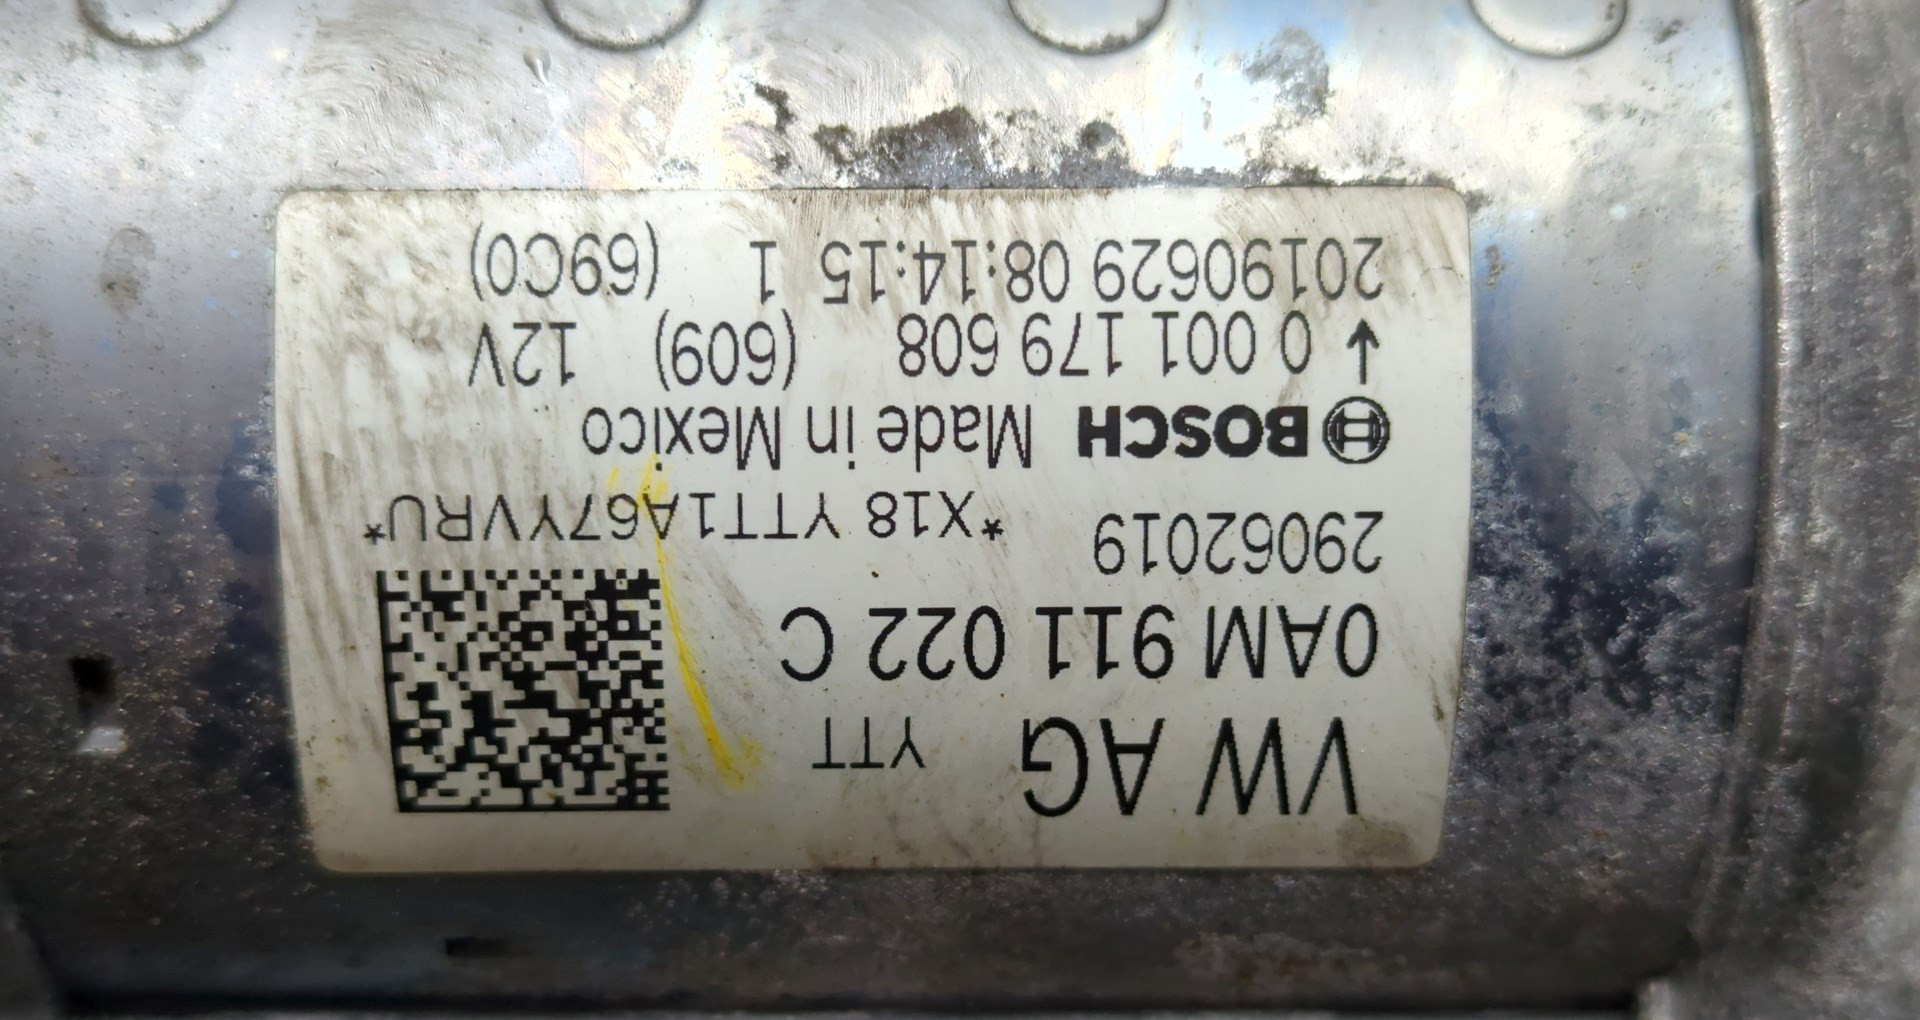 VW AG YTT
0AM 911 022 C
29062019 *X18 YTT1A67YVRU*
BOSCH Made in Mexico
→ 0 001 179 608 (609) 12V
20190629 08:14:15 1 (69C0)